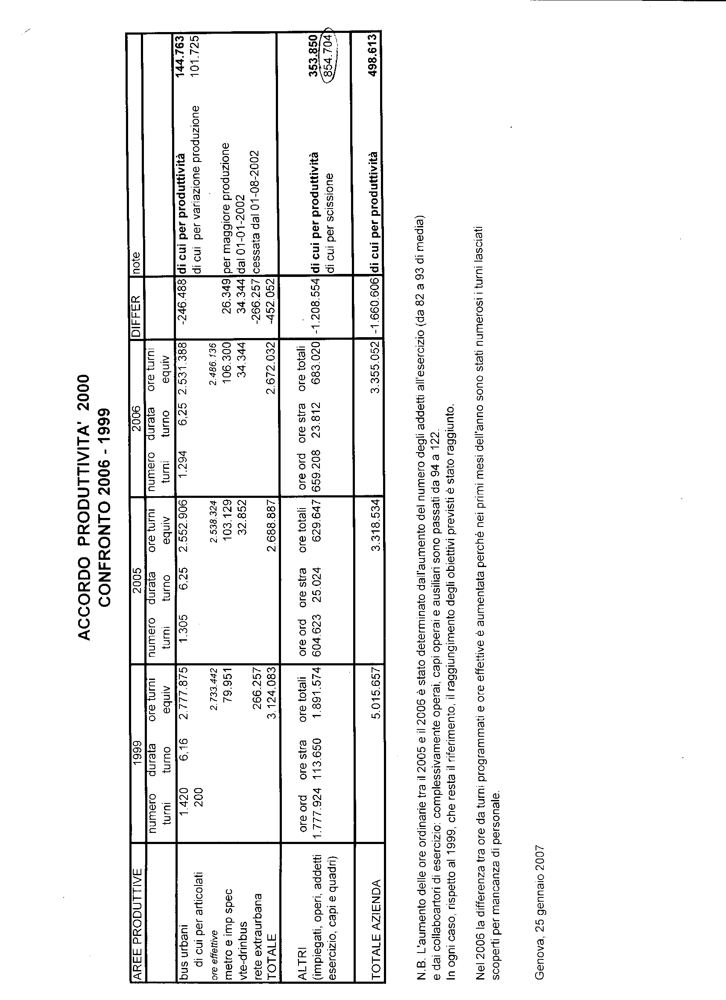 ACCORDO PRODUTTIVITA' 2000
CONFRONTO 2006 - 1999
AREE PRODUTTIVE 1999 2005 2006 DIFFER note
numero durata ore turni numero durata ore turni numero durata ore turni
turni turno equiv turni turno equiv turni turno equiv
bus urbani 1.420 6,16 2.777.875 1.305 6,25 2.552.906 1.294 6,25 2.531.388 -246.488 di cui per produttività 144.763
di cui per articolati 200 di cui per variazione produzione 101.725
ore effettive 2.733.442 2.538.324 2.486.136
metro e imp spec 79.951 103.129 106.300 26.349 per maggiore produzione
vte-drinbus 32.852 34.344 34.344 dal 01-01-2002
rete extraurbana 266.257 -266.257 cessata dal 01-08-2002
TOTALE 3.124.083 2.688.887 2.672.032 -452.052
ALTRI ore ord ore stra ore totali ore ord ore stra ore totali ore ord ore stra ore totali
(impiegati, operi, addetti 1.777.924 113.650 1.891.574 604.623 25.024 629.647 659.208 23.812 683.020 -1.208.554 di cui per produttività 353.850
esercizio, capi e quadri) di cui per scissione 854.704
TOTALE AZIENDA 5.015.657 3.318.534 3.355.052 -1.660.606 di cui per produttività 498.613
N.B. L'aumento delle ore ordinarie tra il 2005 e il 2006 è stato determinato dall'aumento del numero degli addetti all'esercizio (da 82 a 93 di media)
e dai collaboartori di esercizio: complessivamente operai, capi operai e ausiliari sono passati da 94 a 122.
In ogni caso, rispetto al 1999, che resta il riferimento, il raggiungimento degli obiettivi previsti è stato raggiunto.
Nel 2006 la differenza tra ore da turni programmati e ore effettive è aumentata perché nei primi mesi dell'anno sono stati numerosi i turni lasciati
scoperti per mancanza di personale.
Genova, 25 gennaio 2007